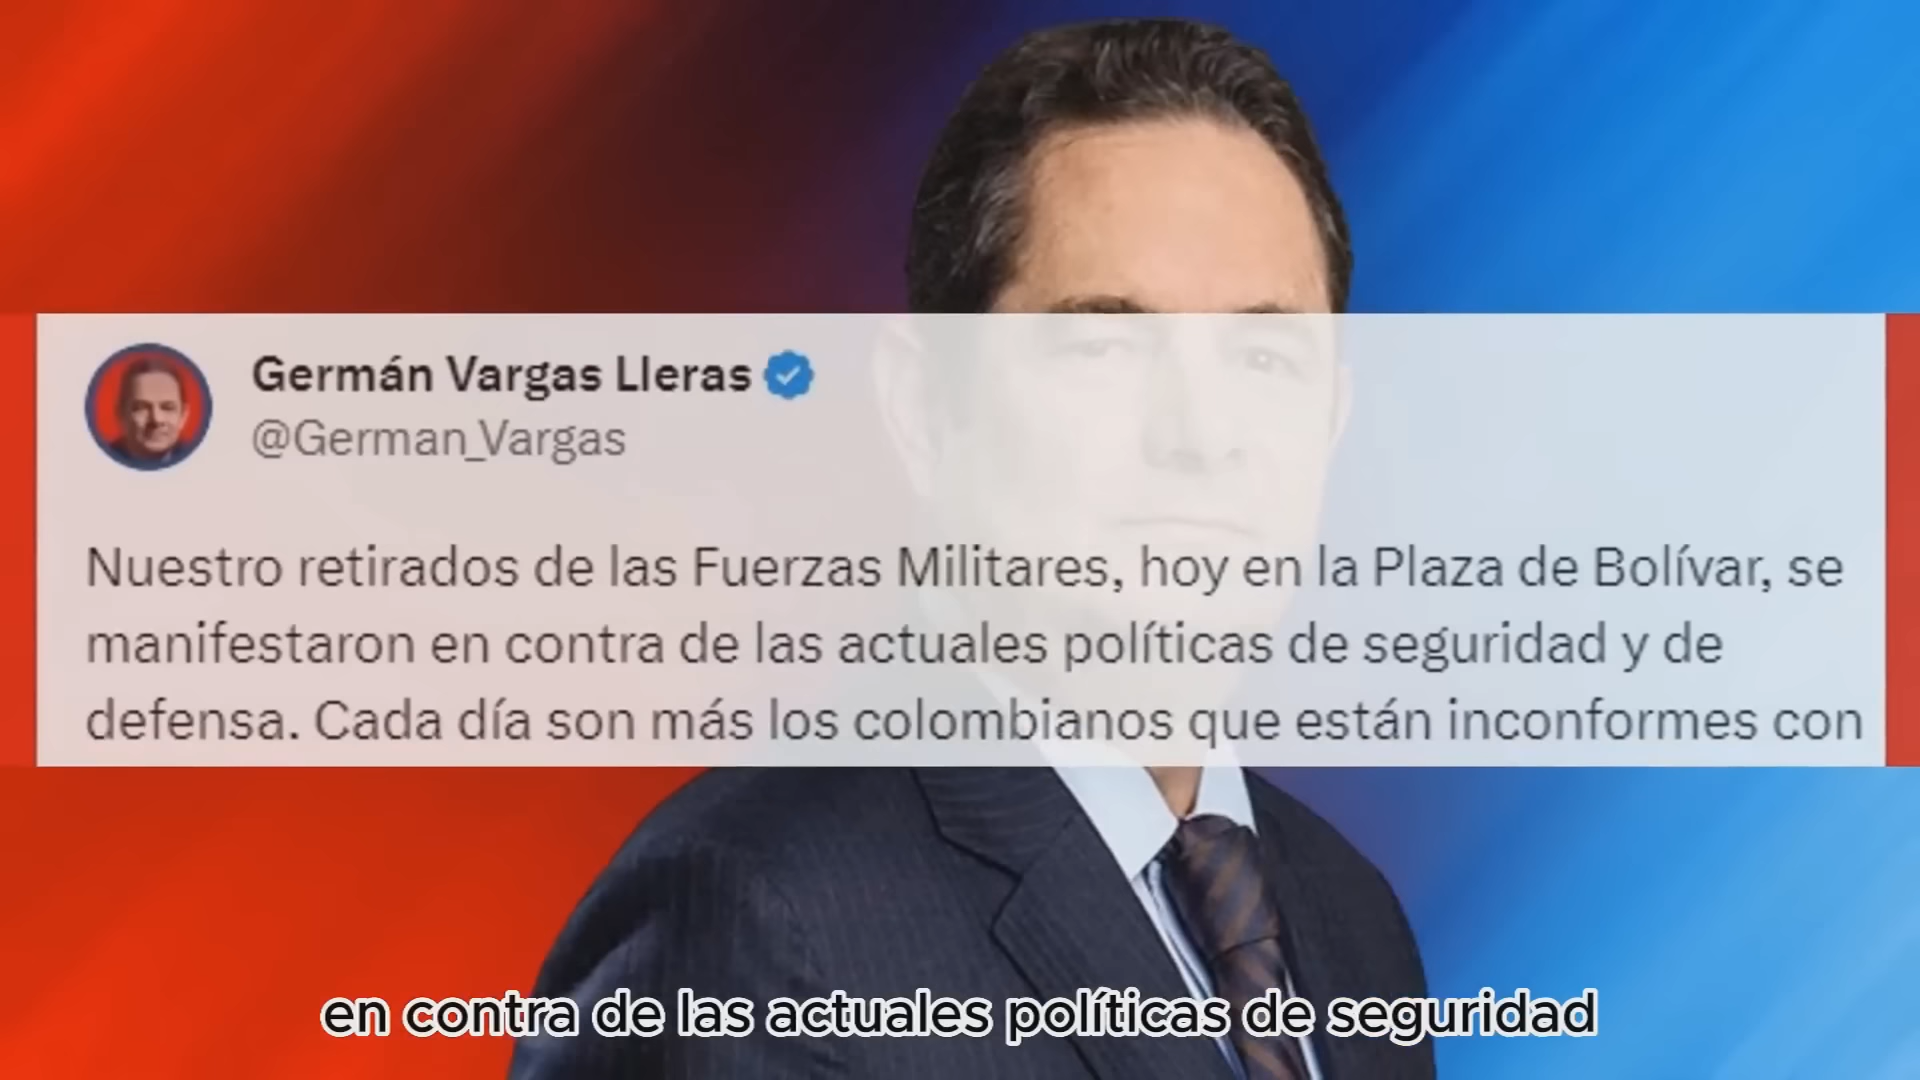 Germán Vargas Lleras
@German_Vargas
Nuestro retirados de las Fuerzas Militares, hoy en la Plaza de Bolívar, se
manifestaron en contra de las actuales políticas de seguridad y de
defensa. Cada día son más los colombianos que están inconformes con
en contra de las actuales políticas de seguridad